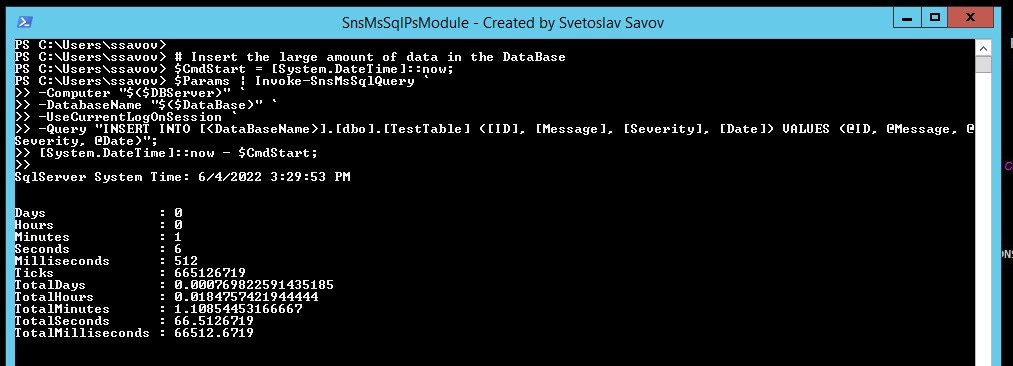 SnsMsSqlPsModule - Created by Svetoslav Savov
PS C:\Users\ssavov>
PS C:\Users\ssavov> # Insert the large amount of data in the DataBase
PS C:\Users\ssavov> $CmdStart = [System.DateTime]::now;
PS C:\Users\ssavov> $Params | Invoke-SnsMsSqlQuery `
>> -Computer "$($DBServer)" `
>> -DatabaseName "$($DataBase)" `
>> -UseCurrentLogOnSession `
>> -Query "INSERT INTO [<DataBaseName>].[dbo].[TestTable] ([ID], [Message], [Severity], [Date]) VALUES (@ID, @Message, @
Severity, @Date)";
>> [System.DateTime]::now - $CmdStart;
>>
SqlServer System Time: 6/4/2022 3:29:53 PM
Days : 0
Hours : 0
Minutes : 1
Seconds : 6
Milliseconds : 512
Ticks : 665126719
TotalDays : 0.000769822591435185
TotalHours : 0.0184757421944444
TotalMinutes : 1.10854453166667
TotalSeconds : 66.5126719
TotalMilliseconds : 66512.6719